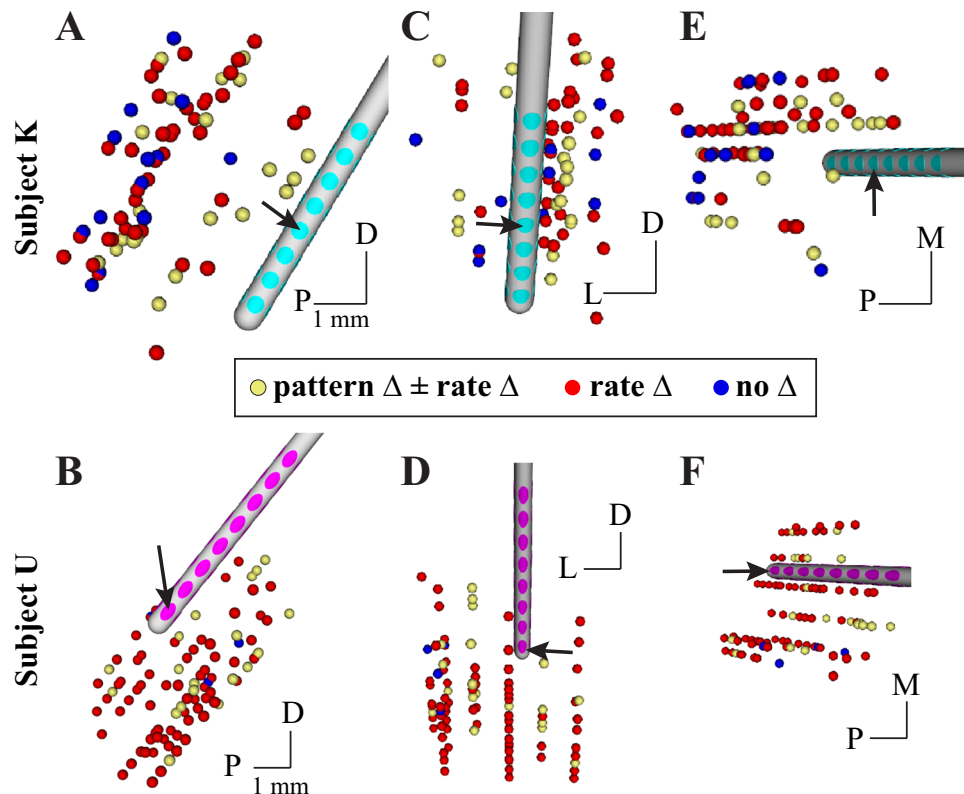 A
C
E
Subject K
D
P
1 mm
D
L
M
P
pattern Δ ± rate Δ
rate Δ
no Δ
B
D
F
Subject U
D
L
D
P
1 mm
M
P